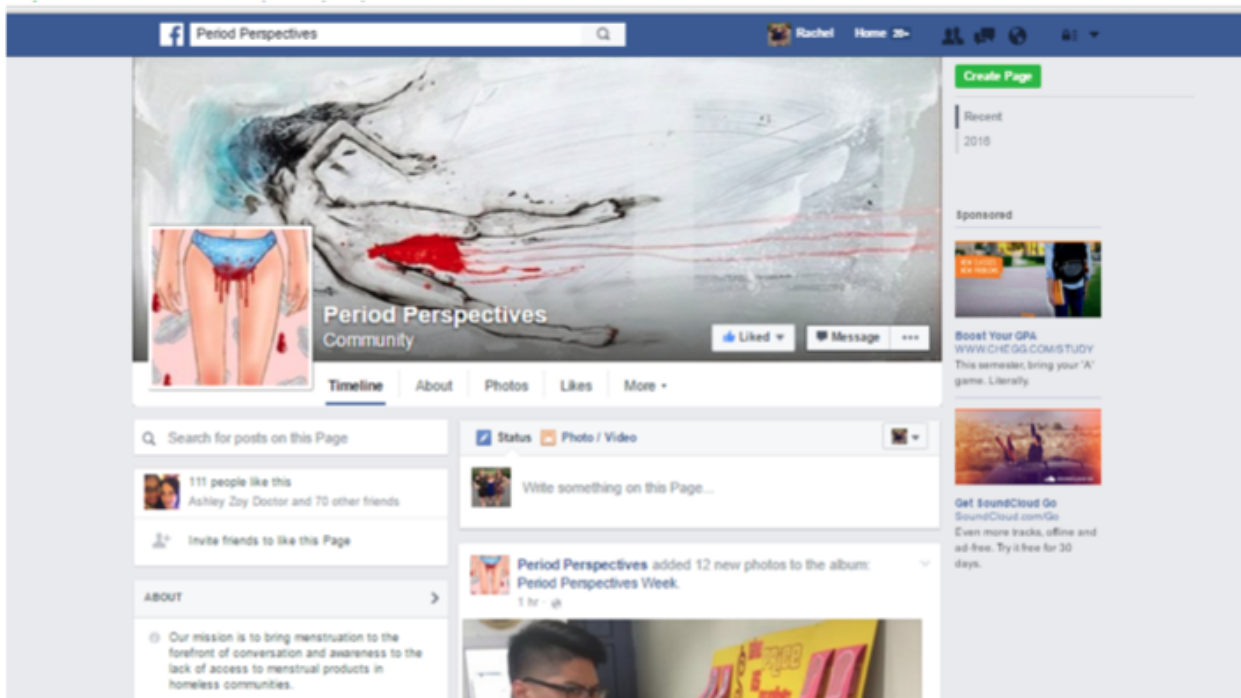 Period Perspectives
Rachel Home 20+
Create Page
Recent
2016
Period Perspectives
Community
Liked
Message
Timeline About Photos Likes More
Search for posts on this Page
111 people like this
Ashley Zoy Doctor and 70 other friends
Invite friends to like this Page
ABOUT
Our mission is to bring menstruation to the
forefront of conversation and awareness to the
lack of access to menstrual products in
homeless communities.
Status Photo / Video
Write something on this Page...
Period Perspectives added 12 new photos to the album:
Period Perspectives Week.
1 hr
Sponsored
Boost Your GPA
WWW.CHEGG.COM/STUDY
This semester, bring your 'A'
game. Literally.
Get SoundCloud Go
SoundCloud.com/Go
Even more tracks, offline and
ad-free. Try it free for 30
days.